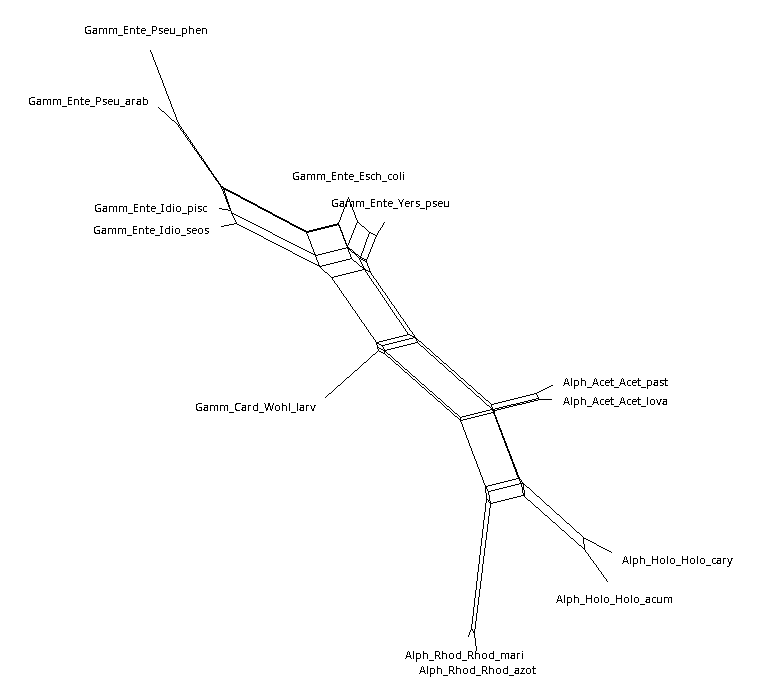 Gamm_Ente_Pseu_phen
Gamm_Ente_Pseu_arab
Gamm_Ente_Esch_coli
Gamm_Ente_Yers_pseu
Gamm_Ente_Idio_pisc
Gamm_Ente_Idio_seos
Alph_Acet_Acet_past
Alph_Acet_Acet_lova
Gamm_Card_Wohl_larv
Alph_Holo_Holo_cary
Alph_Holo_Holo_acum
Alph_Rhod_Rhod_mari
Alph_Rhod_Rhod_azot